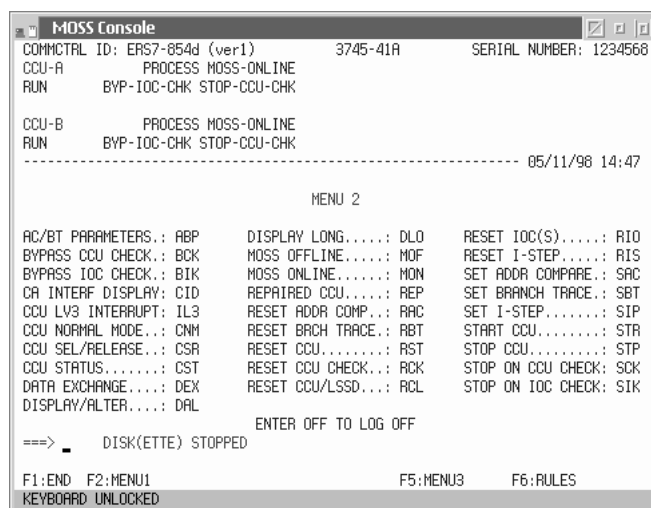 MOSS Console
COMMCTRL ID: ERS7-854d (ver1) 3745-41A SERIAL NUMBER: 1234568
CCU-A PROCESS MOSS-ONLINE
RUN BYP-IOC-CHK STOP-CCU-CHK
CCU-B PROCESS MOSS-ONLINE
RUN BYP-IOC-CHK STOP-CCU-CHK
--------------------------------------------------------------- 05/11/98 14:47
MENU 2
AC/BT PARAMETERS.: ABP DISPLAY LONG.....: DLO RESET IOC(S).....: RIO
BYPASS CCU CHECK.: BCK MOSS OFFLINE.....: MOF RESET I-STEP.....: RIS
BYPASS IOC CHECK.: BIK MOSS ONLINE......: MON SET ADDR COMPARE.: SAC
CA INTERF DISPLAY: CID REPAIRED CCU.....: REP SET BRANCH TRACE.: SBT
CCU LV3 INTERRUPT: IL3 RESET ADDR COMP..: RAC SET I-STEP.......: SIP
CCU NORMAL MODE..: CNM RESET BRCH TRACE.: RBT START CCU........: STR
CCU SEL/RELEASE..: CSR RESET CCU........: RST STOP CCU.........: STP
CCU STATUS.......: CST RESET CCU CHECK..: RCK STOP ON CCU CHECK: SCK
DATA EXCHANGE....: DEX RESET CCU/LSSD...: RCL STOP ON IOC CHECK: SIK
DISPLAY/ALTER....: DAL
ENTER OFF TO LOG OFF
===> _ DISK(ETTE) STOPPED
F1:END F2:MENU1 F5:MENU3 F6:RULES
KEYBOARD UNLOCKED